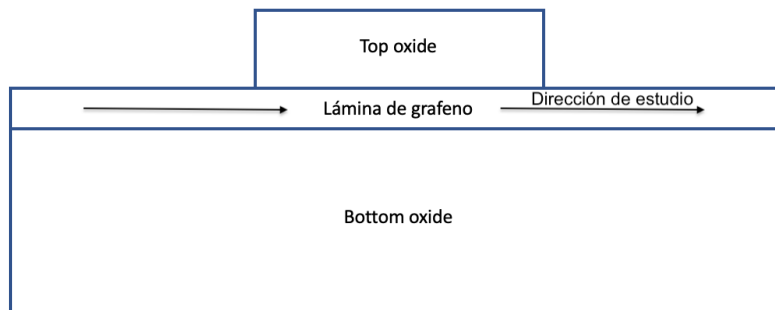 Top oxide
Dirección de estudio
Lámina de grafeno
Bottom oxide